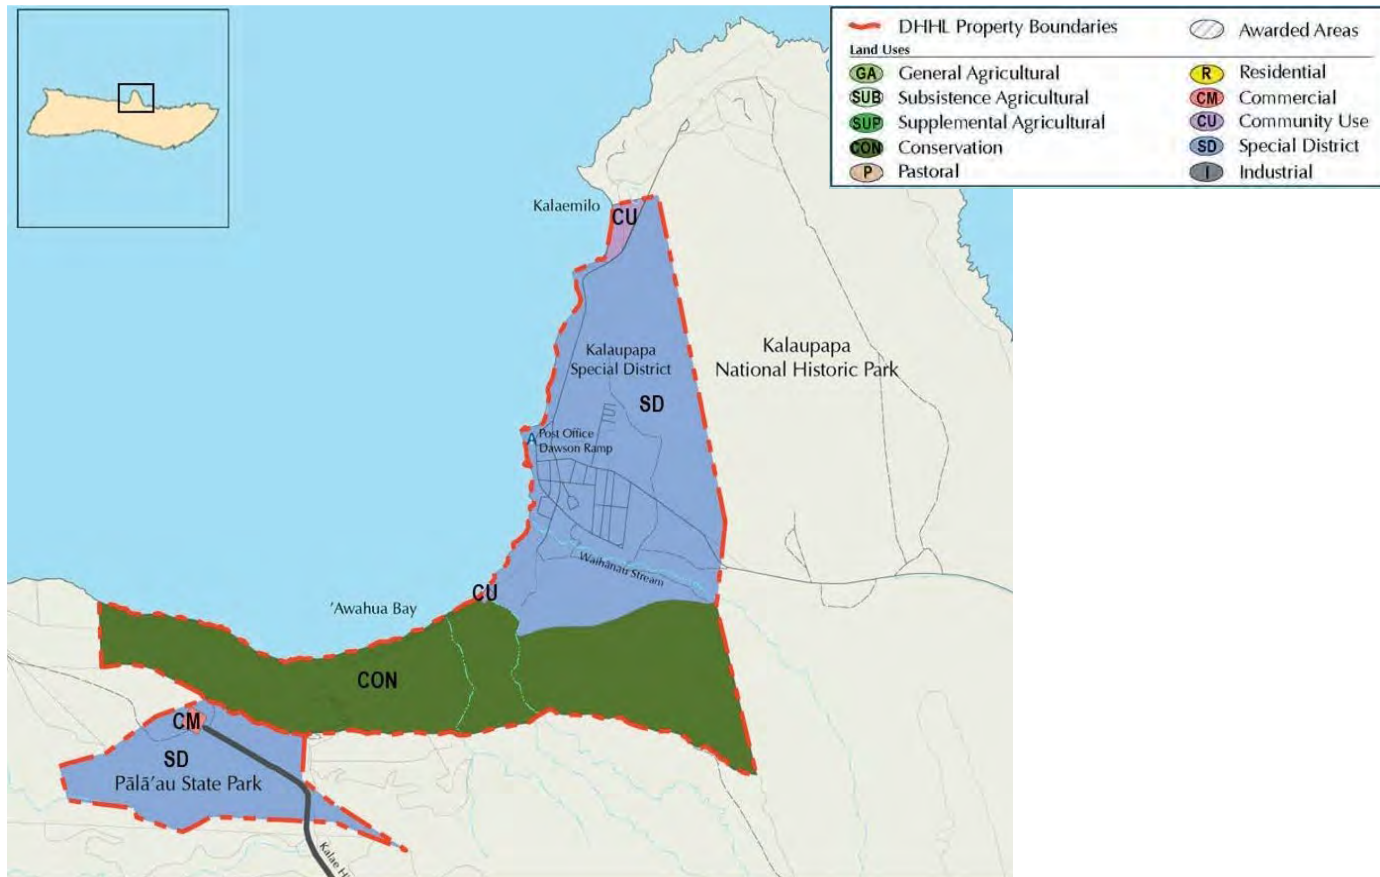 DHHL Property Boundaries
Awarded Areas
Land Uses
GA General Agricultural
SUB Subsistence Agricultural
SUP Supplemental Agricultural
CON Conservation
P Pastoral
R Residential
CM Commercial
CU Community Use
SD Special District
I Industrial
Kalaemilo
CU
Kalaupapa
Special District
Kalaupapa
National Historic Park
SD
A Post Office
Dawson Ramp
Waihānau Stream
CU
'Awahua Bay
CON
CM
SD
Pālā'au State Park
Kalae H